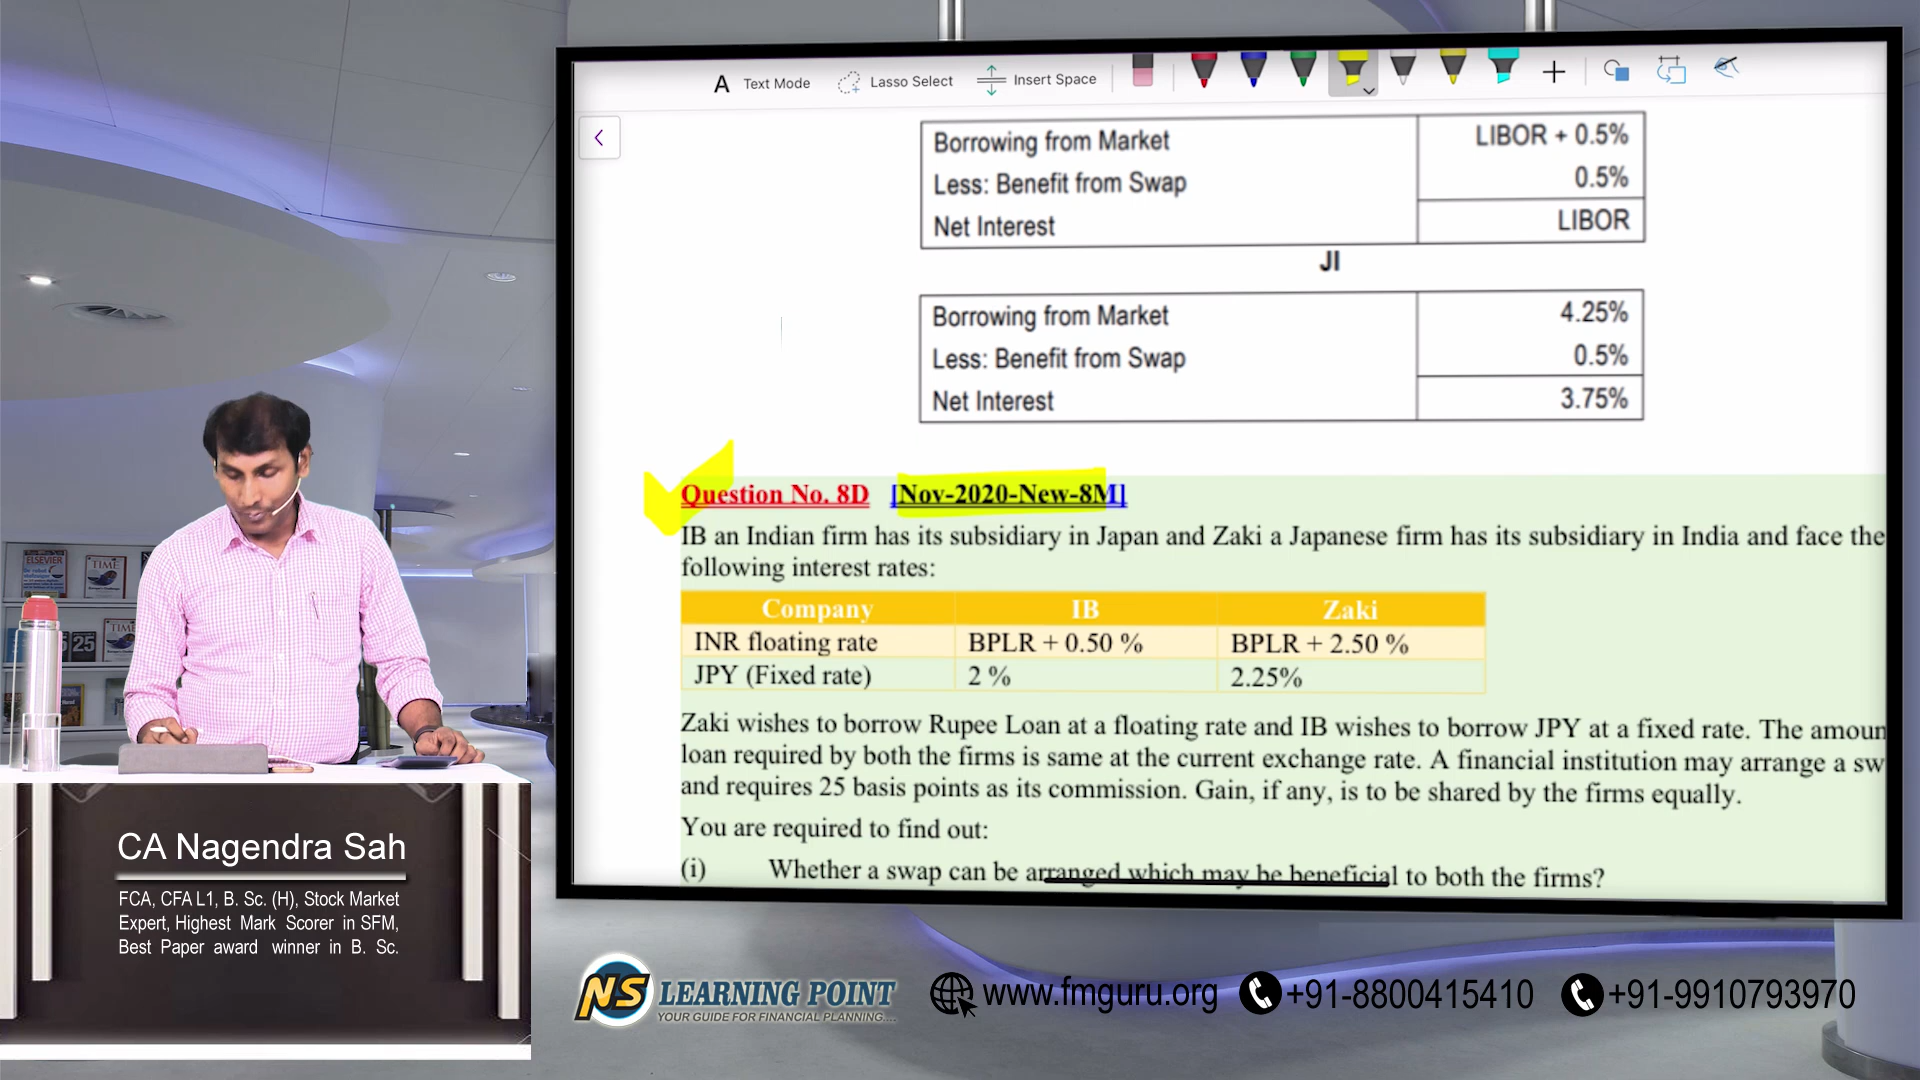 A Text Mode Lasso Select Insert Space
Borrowing from Market LIBOR + 0.5%
Less: Benefit from Swap 0.5%
Net Interest LIBOR
JI
Borrowing from Market 4.25%
Less: Benefit from Swap 0.5%
Net Interest 3.75%
Question No. 8D [Nov-2020-New-8M]
IB an Indian firm has its subsidiary in Japan and Zaki a Japanese firm has its subsidiary in India and face the
following interest rates:
Company IB Zaki
INR floating rate BPLR + 0.50 % BPLR + 2.50 %
JPY (Fixed rate) 2 % 2.25%
Zaki wishes to borrow Rupee Loan at a floating rate and IB wishes to borrow JPY at a fixed rate. The amoun
loan required by both the firms is same at the current exchange rate. A financial institution may arrange a sw
and requires 25 basis points as its commission. Gain, if any, is to be shared by the firms equally.
You are required to find out:
(i) Whether a swap can be arranged which may be beneficial to both the firms?
ELSEVIER
TIME
TIME
25
CA Nagendra Sah
FCA, CFA L1, B. Sc. (H), Stock Market
Expert, Highest Mark Scorer in SFM,
Best Paper award winner in B. Sc.
NS LEARNING POINT
YOUR GUIDE FOR FINANCIAL PLANNING....
www.fmguru.org +91-8800415410 +91-9910793970